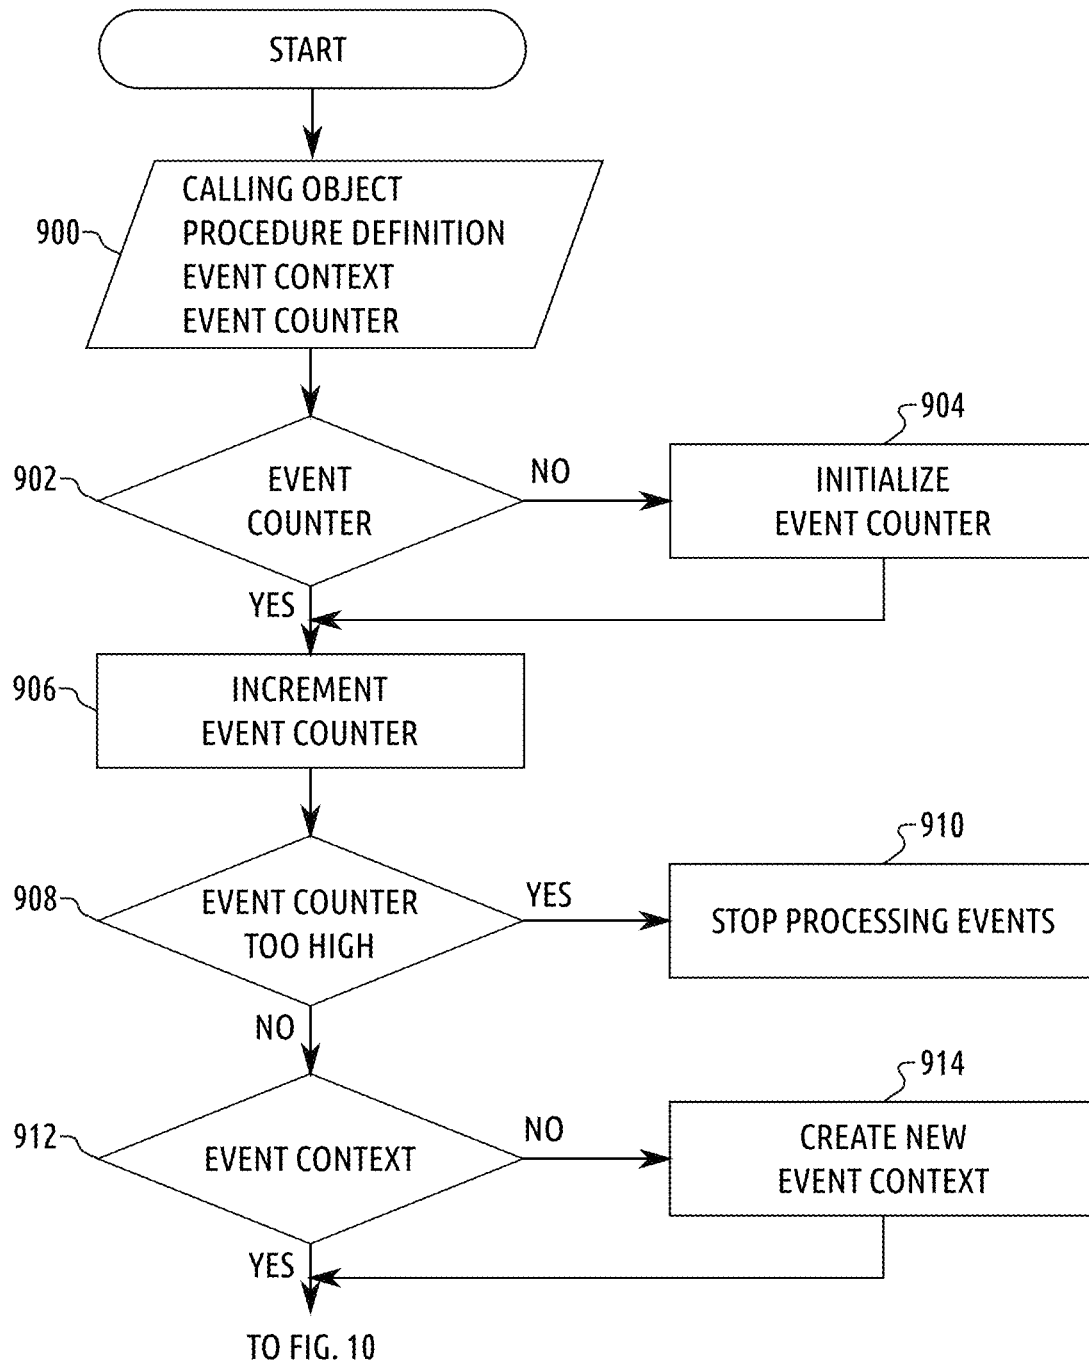 START
900
CALLING OBJECT
PROCEDURE DEFINITION
EVENT CONTEXT
EVENT COUNTER
902
EVENT
COUNTER
NO
904
INITIALIZE
EVENT COUNTER
YES
906
INCREMENT
EVENT COUNTER
908
EVENT COUNTER
TOO HIGH
YES
910
STOP PROCESSING EVENTS
NO
912
EVENT CONTEXT
NO
914
CREATE NEW
EVENT CONTEXT
YES
TO FIG. 10